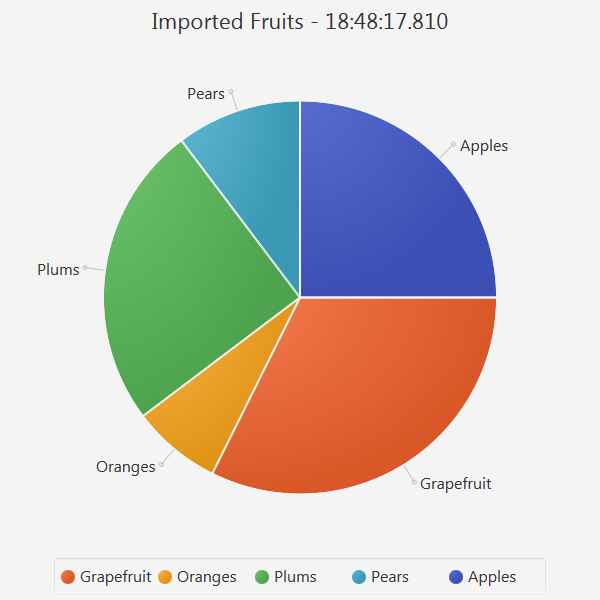 Imported Fruits - 18:48:17.810
Pears
Apples
Plums
Oranges
Grapefruit
Grapefruit Oranges Plums Pears Apples